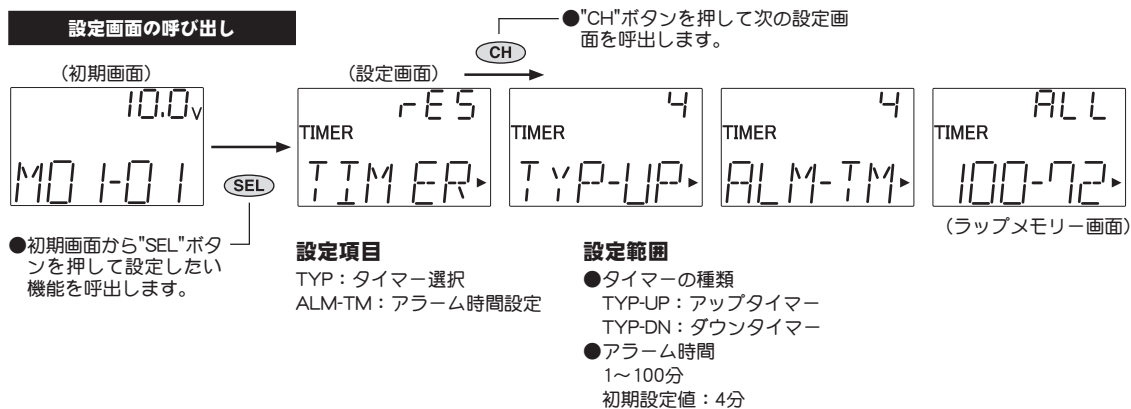 設定画面の呼び出し
●"CH"ボタンを押して次の設定画
面を呼出します。
CH
(初期画面)
(設定画面)
10.0v
M01-01
SEL
rES
TIMER
TIMER▸
4
TIMER
TYP-UP▸
4
TIMER
ALM-TM▸
ALL
TIMER
100-72▸
(ラップメモリー画面)
●初期画面から"SEL"ボタ
ンを押して設定したい
機能を呼出します。
設定項目
TYP:タイマー選択
ALM-TM:アラーム時間設定
設定範囲
●タイマーの種類
TYP-UP:アップタイマー
TYP-DN:ダウンタイマー
●アラーム時間
1～100分
初期設定値:4分